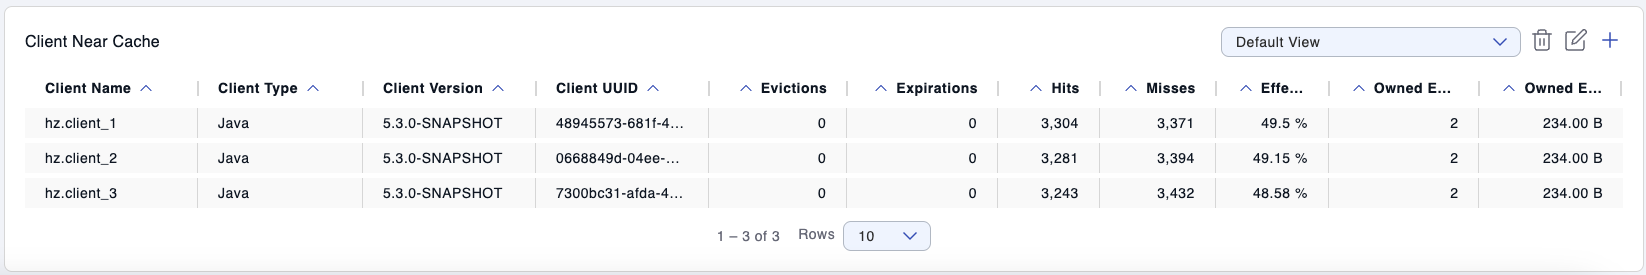 Client Near Cache
Default View
Client Name Client Type Client Version Client UUID Evictions Expirations Hits Misses Effe... Owned E... Owned E...
hz.client_1 Java 5.3.0-SNAPSHOT 48945573-681f-4... 0 0 3,304 3,371 49.5 % 2 234.00 B
hz.client_2 Java 5.3.0-SNAPSHOT 0668849d-04ee-... 0 0 3,281 3,394 49.15 % 2 234.00 B
hz.client_3 Java 5.3.0-SNAPSHOT 7300bc31-afda-4... 0 0 3,243 3,432 48.58 % 2 234.00 B
1 – 3 of 3 Rows 10